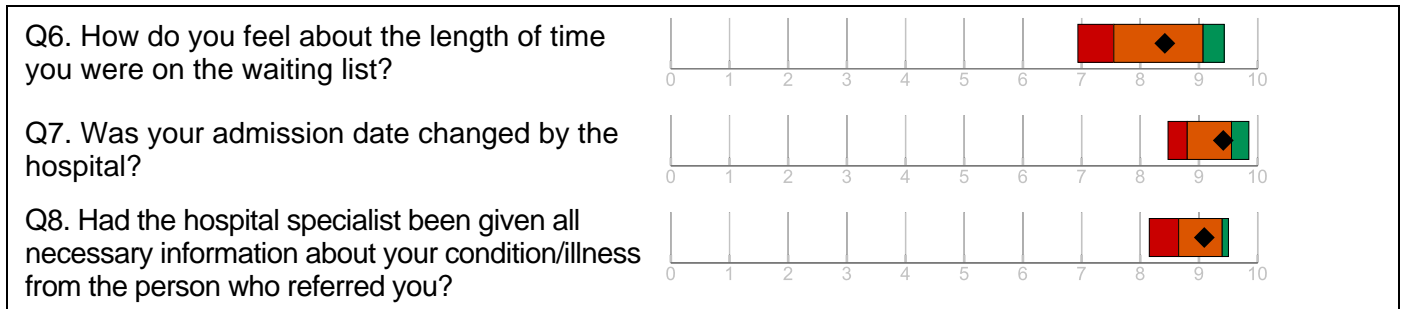 Q6. How do you feel about the length of time
you were on the waiting list?
0 1 2 3 4 5 6 7 8 9 10
Q7. Was your admission date changed by the
hospital?
0 1 2 3 4 5 6 7 8 9 10
Q8. Had the hospital specialist been given all
necessary information about your condition/illness
from the person who referred you?
0 1 2 3 4 5 6 7 8 9 10